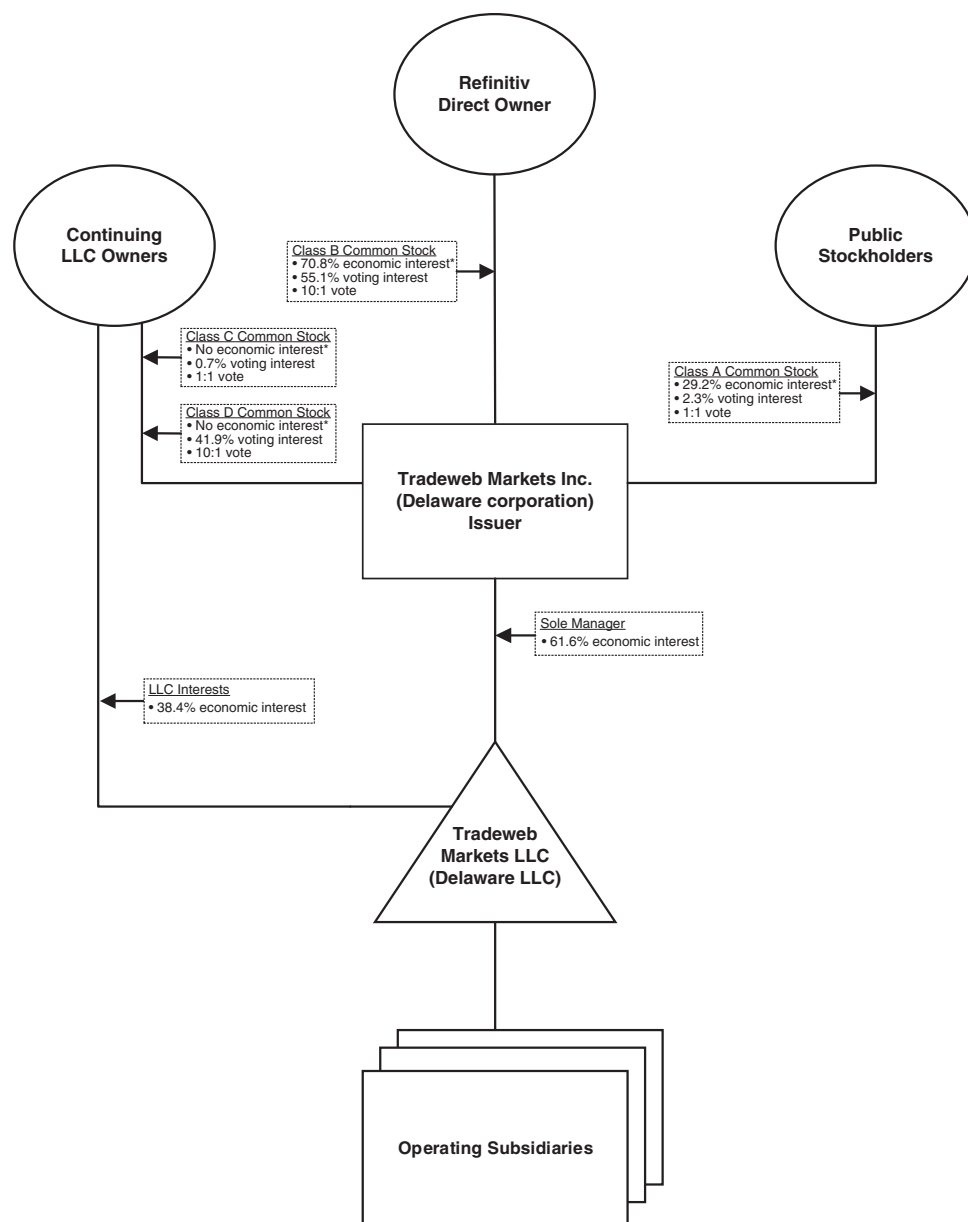 Refinitiv
Direct Owner
Continuing
LLC Owners
Public
Stockholders
Class B Common Stock
• 70.8% economic interest*
• 55.1% voting interest
• 10:1 vote
Class C Common Stock
• No economic interest*
• 0.7% voting interest
• 1:1 vote
Class A Common Stock
• 29.2% economic interest*
• 2.3% voting interest
• 1:1 vote
Class D Common Stock
• No economic interest*
• 41.9% voting interest
• 10:1 vote
Tradeweb Markets Inc.
(Delaware corporation)
Issuer
Sole Manager
• 61.6% economic interest
LLC Interests
• 38.4% economic interest
Tradeweb
Markets LLC
(Delaware LLC)
Operating Subsidiaries